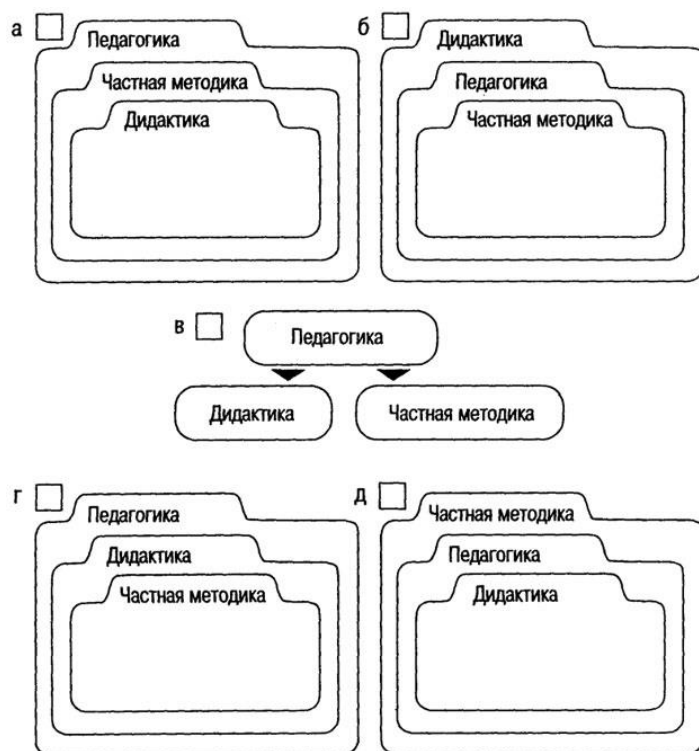 а
Педагогика
Частная методика
Дидактика
б
Дидактика
Педагогика
Частная методика
в
Педагогика
Дидактика
Частная методика
г
Педагогика
Дидактика
Частная методика
д
Частная методика
Педагогика
Дидактика